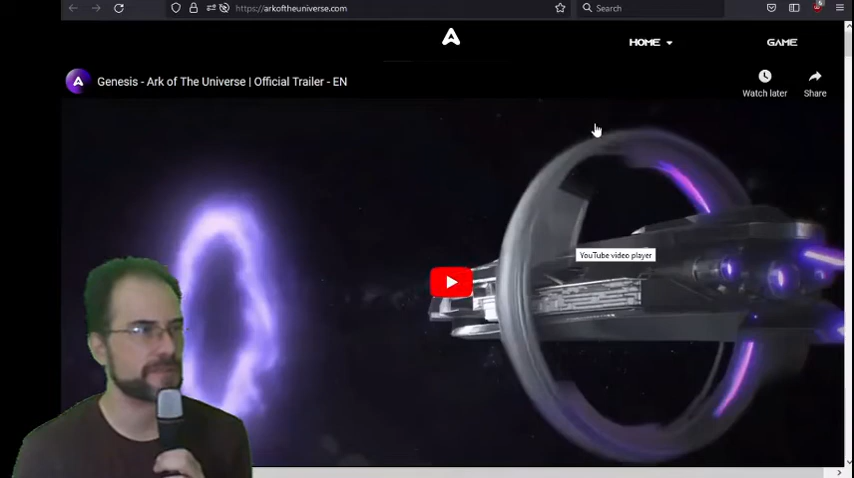 https://arkoftheuniverse.com
Search
HOME
GAME
Genesis - Ark of The Universe | Official Trailer - EN
Watch later
Share
YouTube video player